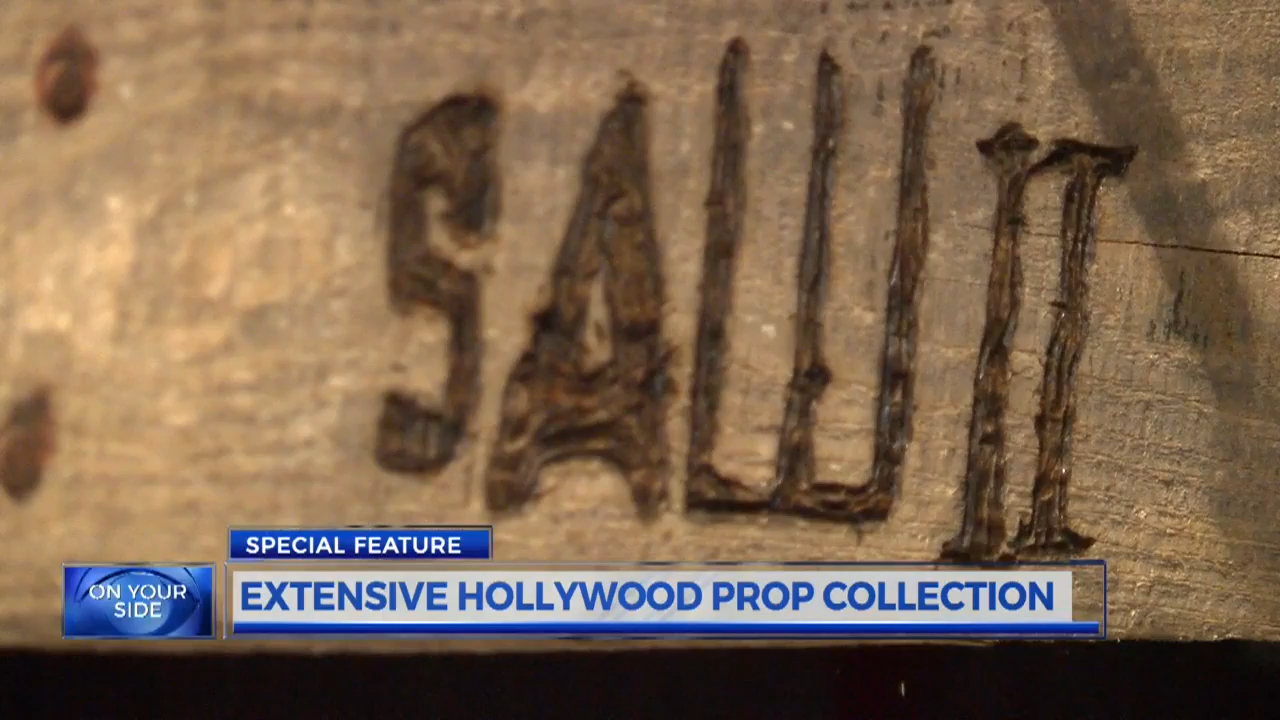 SAW II
SPECIAL FEATURE
ON YOUR
SIDE
EXTENSIVE HOLLYWOOD PROP COLLECTION